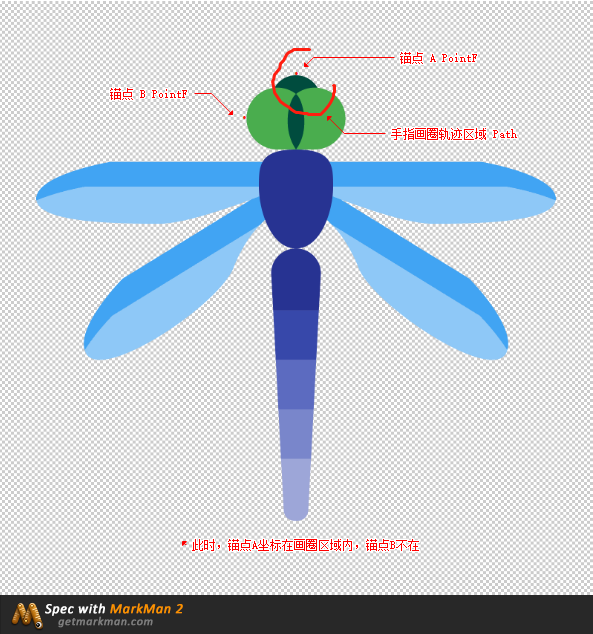 锚点 A PointF
锚点 B PointF
手指画圈轨迹区域 Path
此时, 锚点A坐标在画圈区域内, 锚点B不在
Spec with MarkMan 2
getmarkman.com